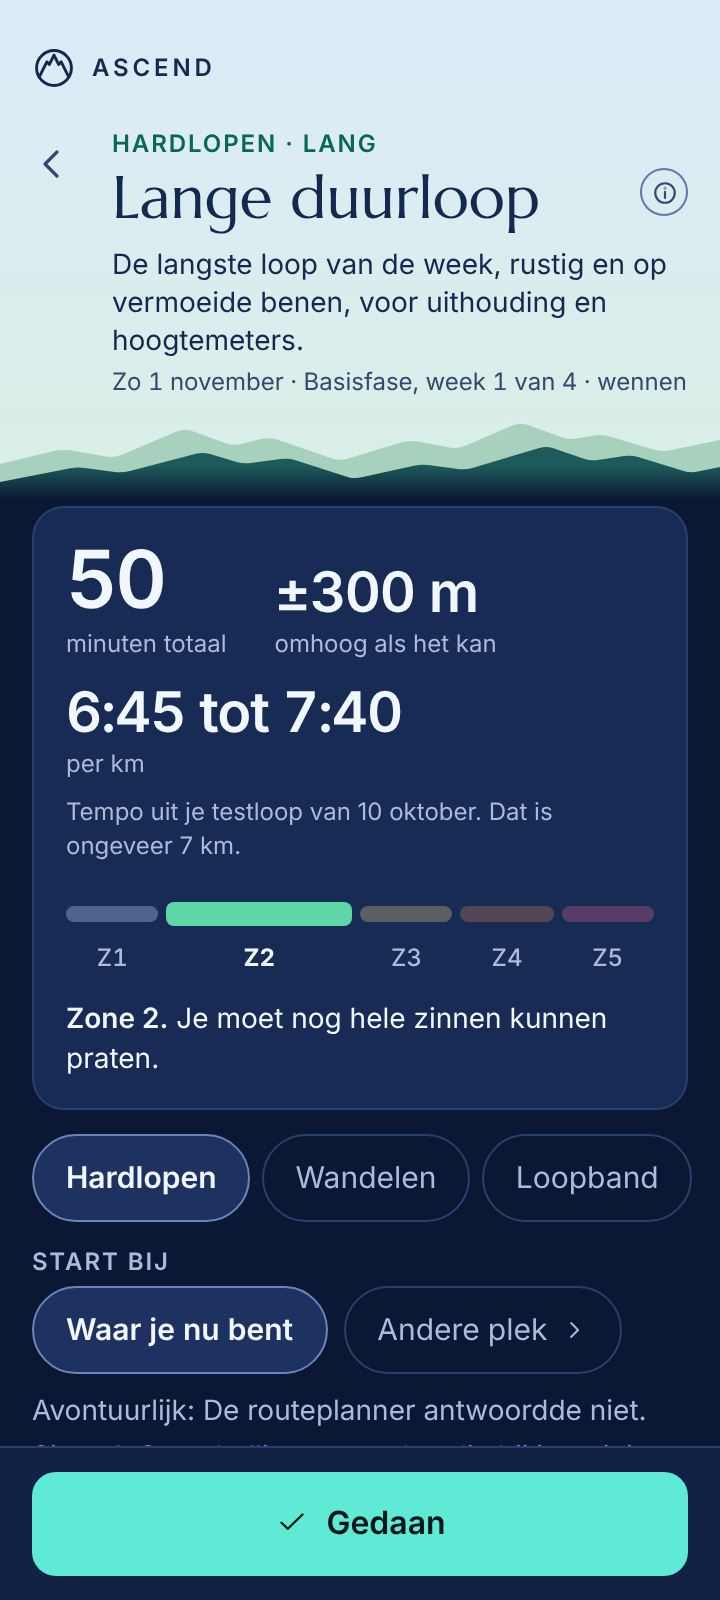 ASCEND
HARDLOPEN · LANG
Lange duurloop
De langste loop van de week, rustig en op
vermoeide benen, voor uithouding en
hoogtemeters.
Zo 1 november · Basisfase, week 1 van 4 · wennen
50
minuten totaal
±300 m
omhoog als het kan
6:45 tot 7:40
per km
Tempo uit je testloop van 10 oktober. Dat is
ongeveer 7 km.
Z1 Z2 Z3 Z4 Z5
Zone 2. Je moet nog hele zinnen kunnen
praten.
Hardlopen Wandelen Loopband
START BIJ
Waar je nu bent Andere plek
Avontuurlijk: De routeplanner antwoordde niet.
Gedaan